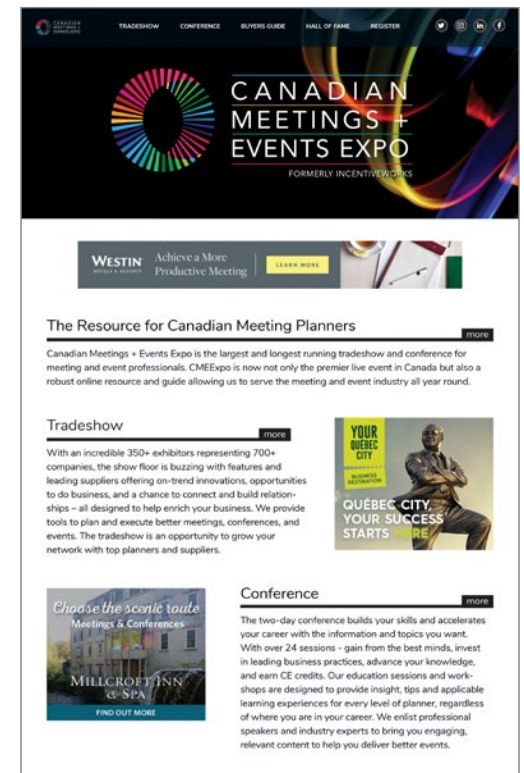 CANADIAN
MEETINGS +
EVENTS EXPO
TRADESHOW
CONFERENCE
BUYERS GUIDE
HALL OF FAME
REGISTER
CANADIAN
MEETINGS +
EVENTS EXPO
FORMERLY INCENTIVEWORKS
WESTIN
HOTELS & RESORTS
Achieve a More
Productive Meeting
LEARN MORE
The Resource for Canadian Meeting Planners
more
Canadian Meetings + Events Expo is the largest and longest running tradeshow and conference for
meeting and event professionals. CMEExpo is now not only the premier live event in Canada but also a
robust online resource and guide allowing us to serve the meeting and event industry all year round.
Tradeshow
more
With an incredible 350+ exhibitors representing 700+
companies, the show floor is buzzing with features and
leading suppliers offering on-trend innovations, opportunities
to do business, and a chance to connect and build relation-
ships – all designed to help enrich your business. We provide
tools to plan and execute better meetings, conferences, and
events. The tradeshow is an opportunity to grow your
network with top planners and suppliers.
YOUR
QUÉBEC
CITY
BUSINESS
DESTINATION
QUÉBEC CITY,
YOUR SUCCESS
STARTS HERE
Choose the scenic route
Meetings & Conferences
MILLCROFT INN
& SPA
FIND OUT MORE
Conference
more
The two-day conference builds your skills and accelerates
your career with the information and topics you want.
With over 24 sessions - gain from the best minds, invest
in leading business practices, advance your knowledge,
and earn CE credits. Our education sessions and work-
shops are designed to provide insight, tips and applicable
learning experiences for every level of planner, regardless
of where you are in your career. We enlist professional
speakers and industry experts to bring you engaging,
relevant content to help you deliver better events.